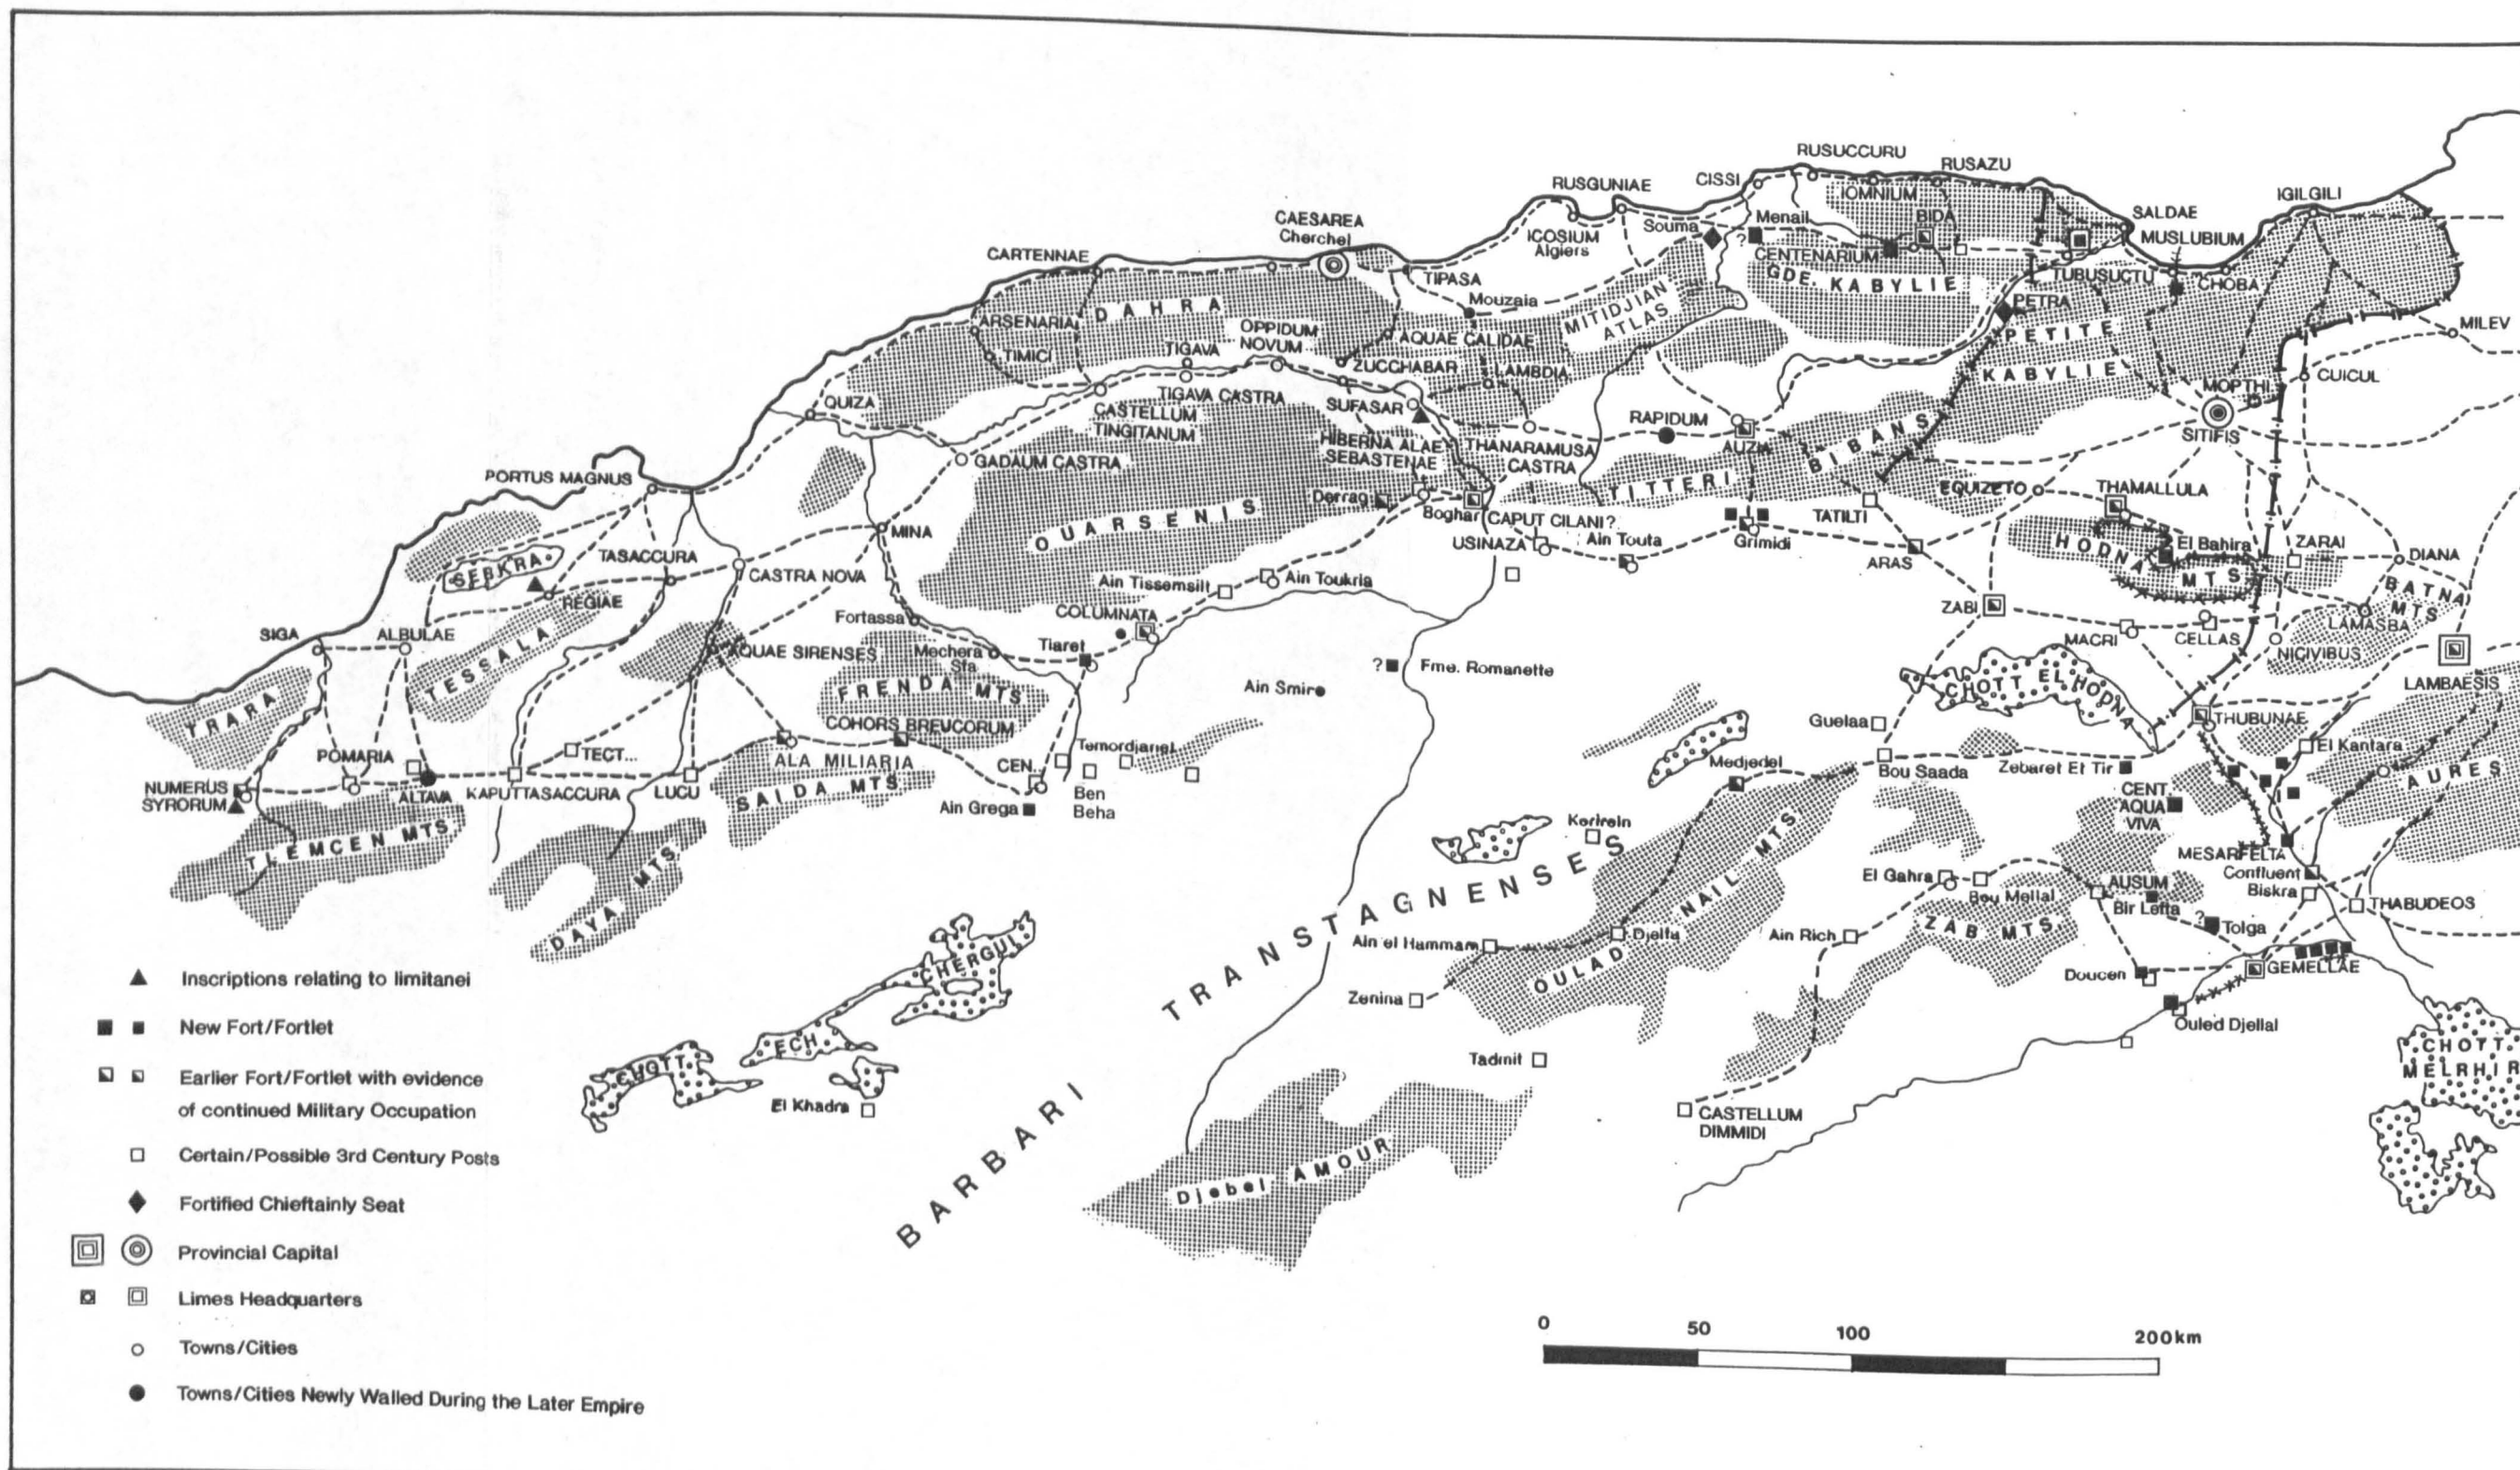 RUSUCCURU
RUSAZU
RUSGUNIAE
CISSI
IOMNIUM
IGILGILI
CAESAREA
Cherchel
Souma
Menail
BIDA
SALDAE
MUSLUBIUM
ICOSIUM
Algiers
?
CENTENARIUM
CARTENNAE
TIPASA
GDE. KABYLIE
TUBUSUCTU
CHOBA
Mouzaia
MITIDJIAN
ATLAS
PETRA
DAHRA
ARSENARIA
OPPIDUM
NOVUM
AQUAE CALIDAE
PETITE
KABYLIE
MILEV
TIMICI
TIGAVA
ZUCCHABAR
LAMBDIA
CUICUL
MOPTHI
QUIZA
TIGAVA CASTRA
SUFASAR
CASTELLUM
TINGITANUM
RAPIDUM
SITIFIS
HIBERNA ALAE
SEBASTENAE
THANARAMUSA
CASTRA
AUZIA
BIBANS
GADAUM CASTRA
TITTERI
PORTUS MAGNUS
Derrag
EQUIZETO
THAMALLULA
OUARSENIS
Boghar
CAPUT CILANI?
TATILTI
MINA
USINAZA
Ain Touta
Grimidi
HODNA
MTS
El Bahira
ZARAI
DIANA
SEBKRA
TASACCURA
CASTRA NOVA
ARAS
Ain Tissemsilt
Ain Toukria
BATNA
MTS
REGIAE
COLUMNATA
ZABI
LAMASBA
Fortassa
SIGA
ALBULAE
TESSALA
MACRI
CELLAS
NICIVIBUS
AQUAE SIRENSES
Mechera
Sfa
Tiaret
? Fme. Romanette
LAMBAESIS
FRENDA MTS
Ain Smir
CHOTT EL HODNA
TRARA
COHORS BREUCORUM
Guelaa
THUBUNAE
POMARIA
TECT...
Temordjanet
El Kantara
ALA MILIARIA
CEN...
Medjedel
Bou Saada
Zebaret Et Tir
AURES
NUMERUS
SYRORUM
ALTAVA
KAPUTTASACCURA
LUCU
SAIDA MTS
Ben
Beha
CENT.
AQUA
VIVA
Ain Grega
TLEMCEN MTS
MESARFELTA
DAYA MTS
El Gahra
Bou Mellal
AUSUM
Confluent
Biskra
Bir Lefta
THABUDEOS
?
Tolga
Ain el Hammam
Djelfa
OULAD NAIL MTS.
Ain Rich
ZAB MTS.
GEMELLAE
Doucen
Zenina
Ouled Djellal
CHOTT ECH CHERGUI
El Khadra
Tadmit
CHOTT
MELRHIR
CASTELLUM
DIMMIDI
Djebel AMOUR
BARBARI TRANSTAGNENSES
Inscriptions relating to limitanei
New Fort/Fortlet
Earlier Fort/Fortlet with evidence
of continued Military Occupation
Certain/Possible 3rd Century Posts
Fortified Chieftainly Seat
Provincial Capital
Limes Headquarters
Towns/Cities
Towns/Cities Newly Walled During the Later Empire
0 50 100 200km